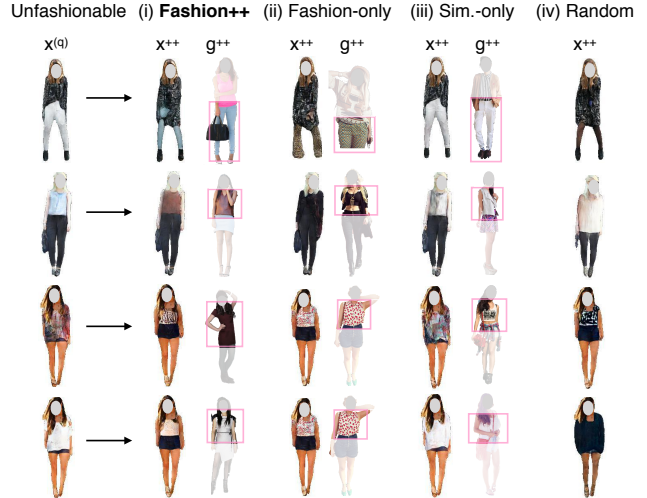 Unfashionable (i) Fashion++ (ii) Fashion-only (iii) Sim.-only (iv) Random
x(q) x++ g++ x++ g++ x++ g++ x++